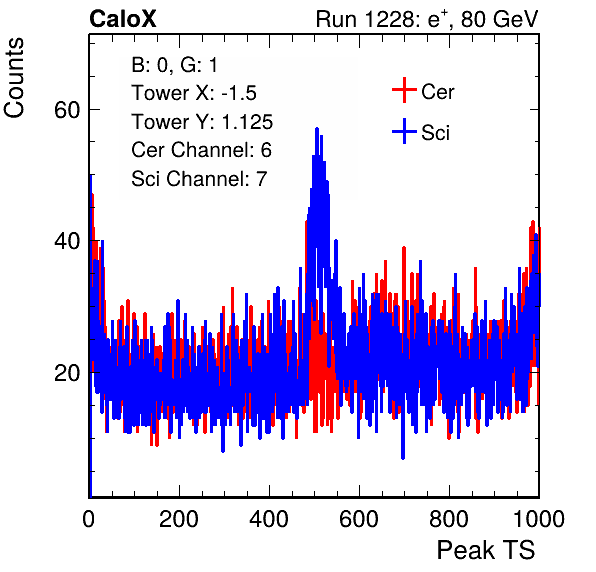 CaloX Run 1228: e⁺, 80 GeV
Counts
B: 0, G: 1
Tower X: -1.5
Tower Y: 1.125
Cer Channel: 6
Sci Channel: 7
Cer
Sci
60
40
20
0 200 400 600 800 1000
Peak TS